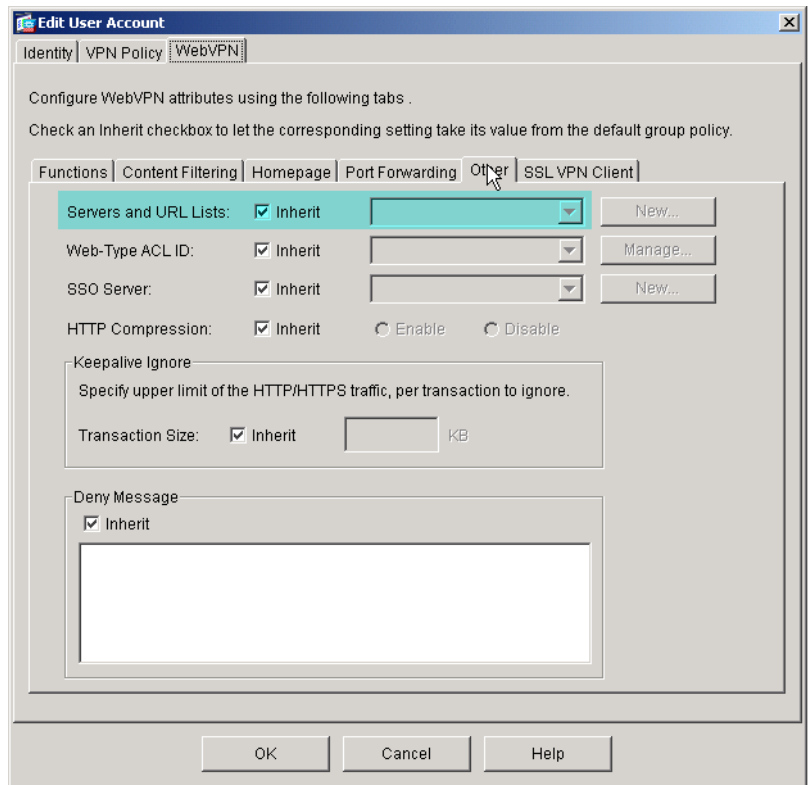 Edit User Account
Identity VPN Policy WebVPN
Configure WebVPN attributes using the following tabs .
Check an Inherit checkbox to let the corresponding setting take its value from the default group policy.
Functions Content Filtering Homepage Port Forwarding Other SSL VPN Client
Servers and URL Lists: Inherit New...
Web-Type ACL ID: Inherit Manage...
SSO Server: Inherit New...
HTTP Compression: Inherit Enable Disable
Keepalive Ignore
Specify upper limit of the HTTP/HTTPS traffic, per transaction to ignore.
Transaction Size: Inherit KB
Deny Message
Inherit
OK Cancel Help